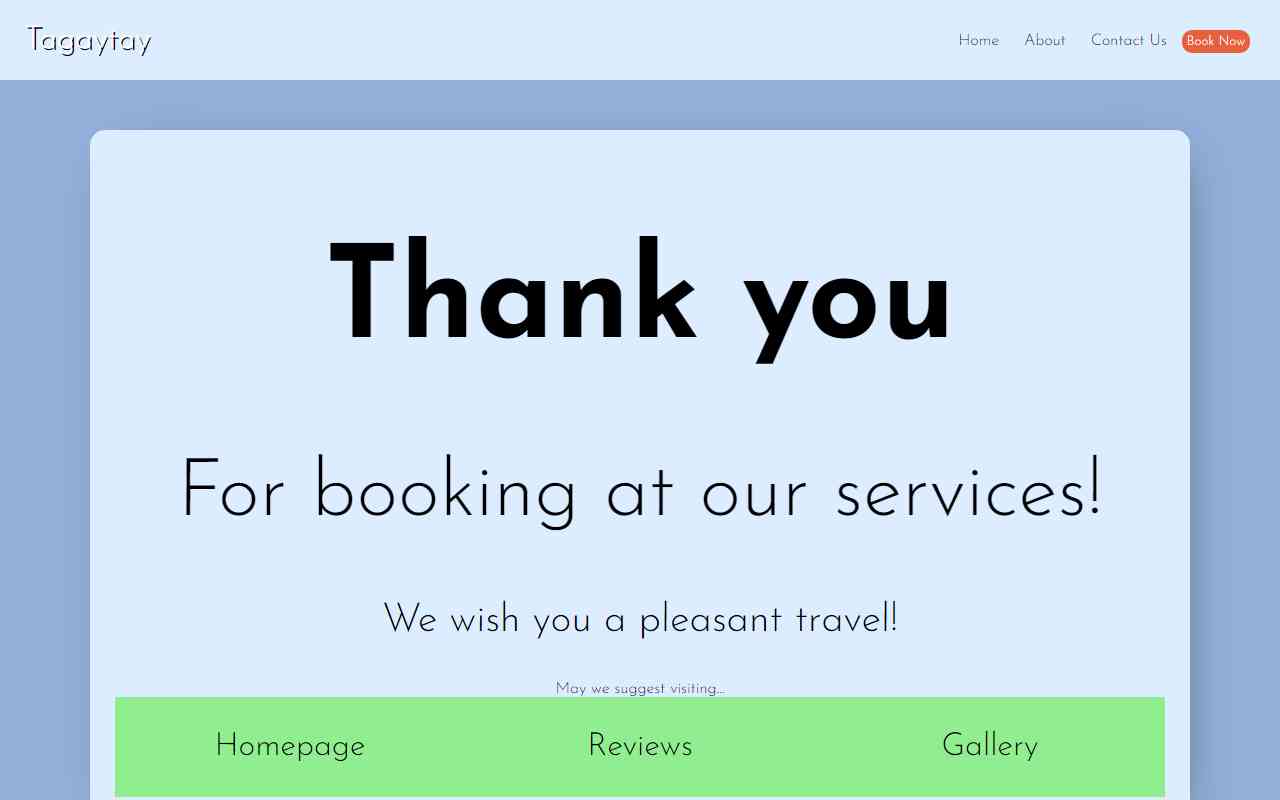 Tagaytay
Home About Contact Us Book Now
Thank you
For booking at our services!
We wish you a pleasant travel!
May we suggest visiting...
Homepage Reviews Gallery